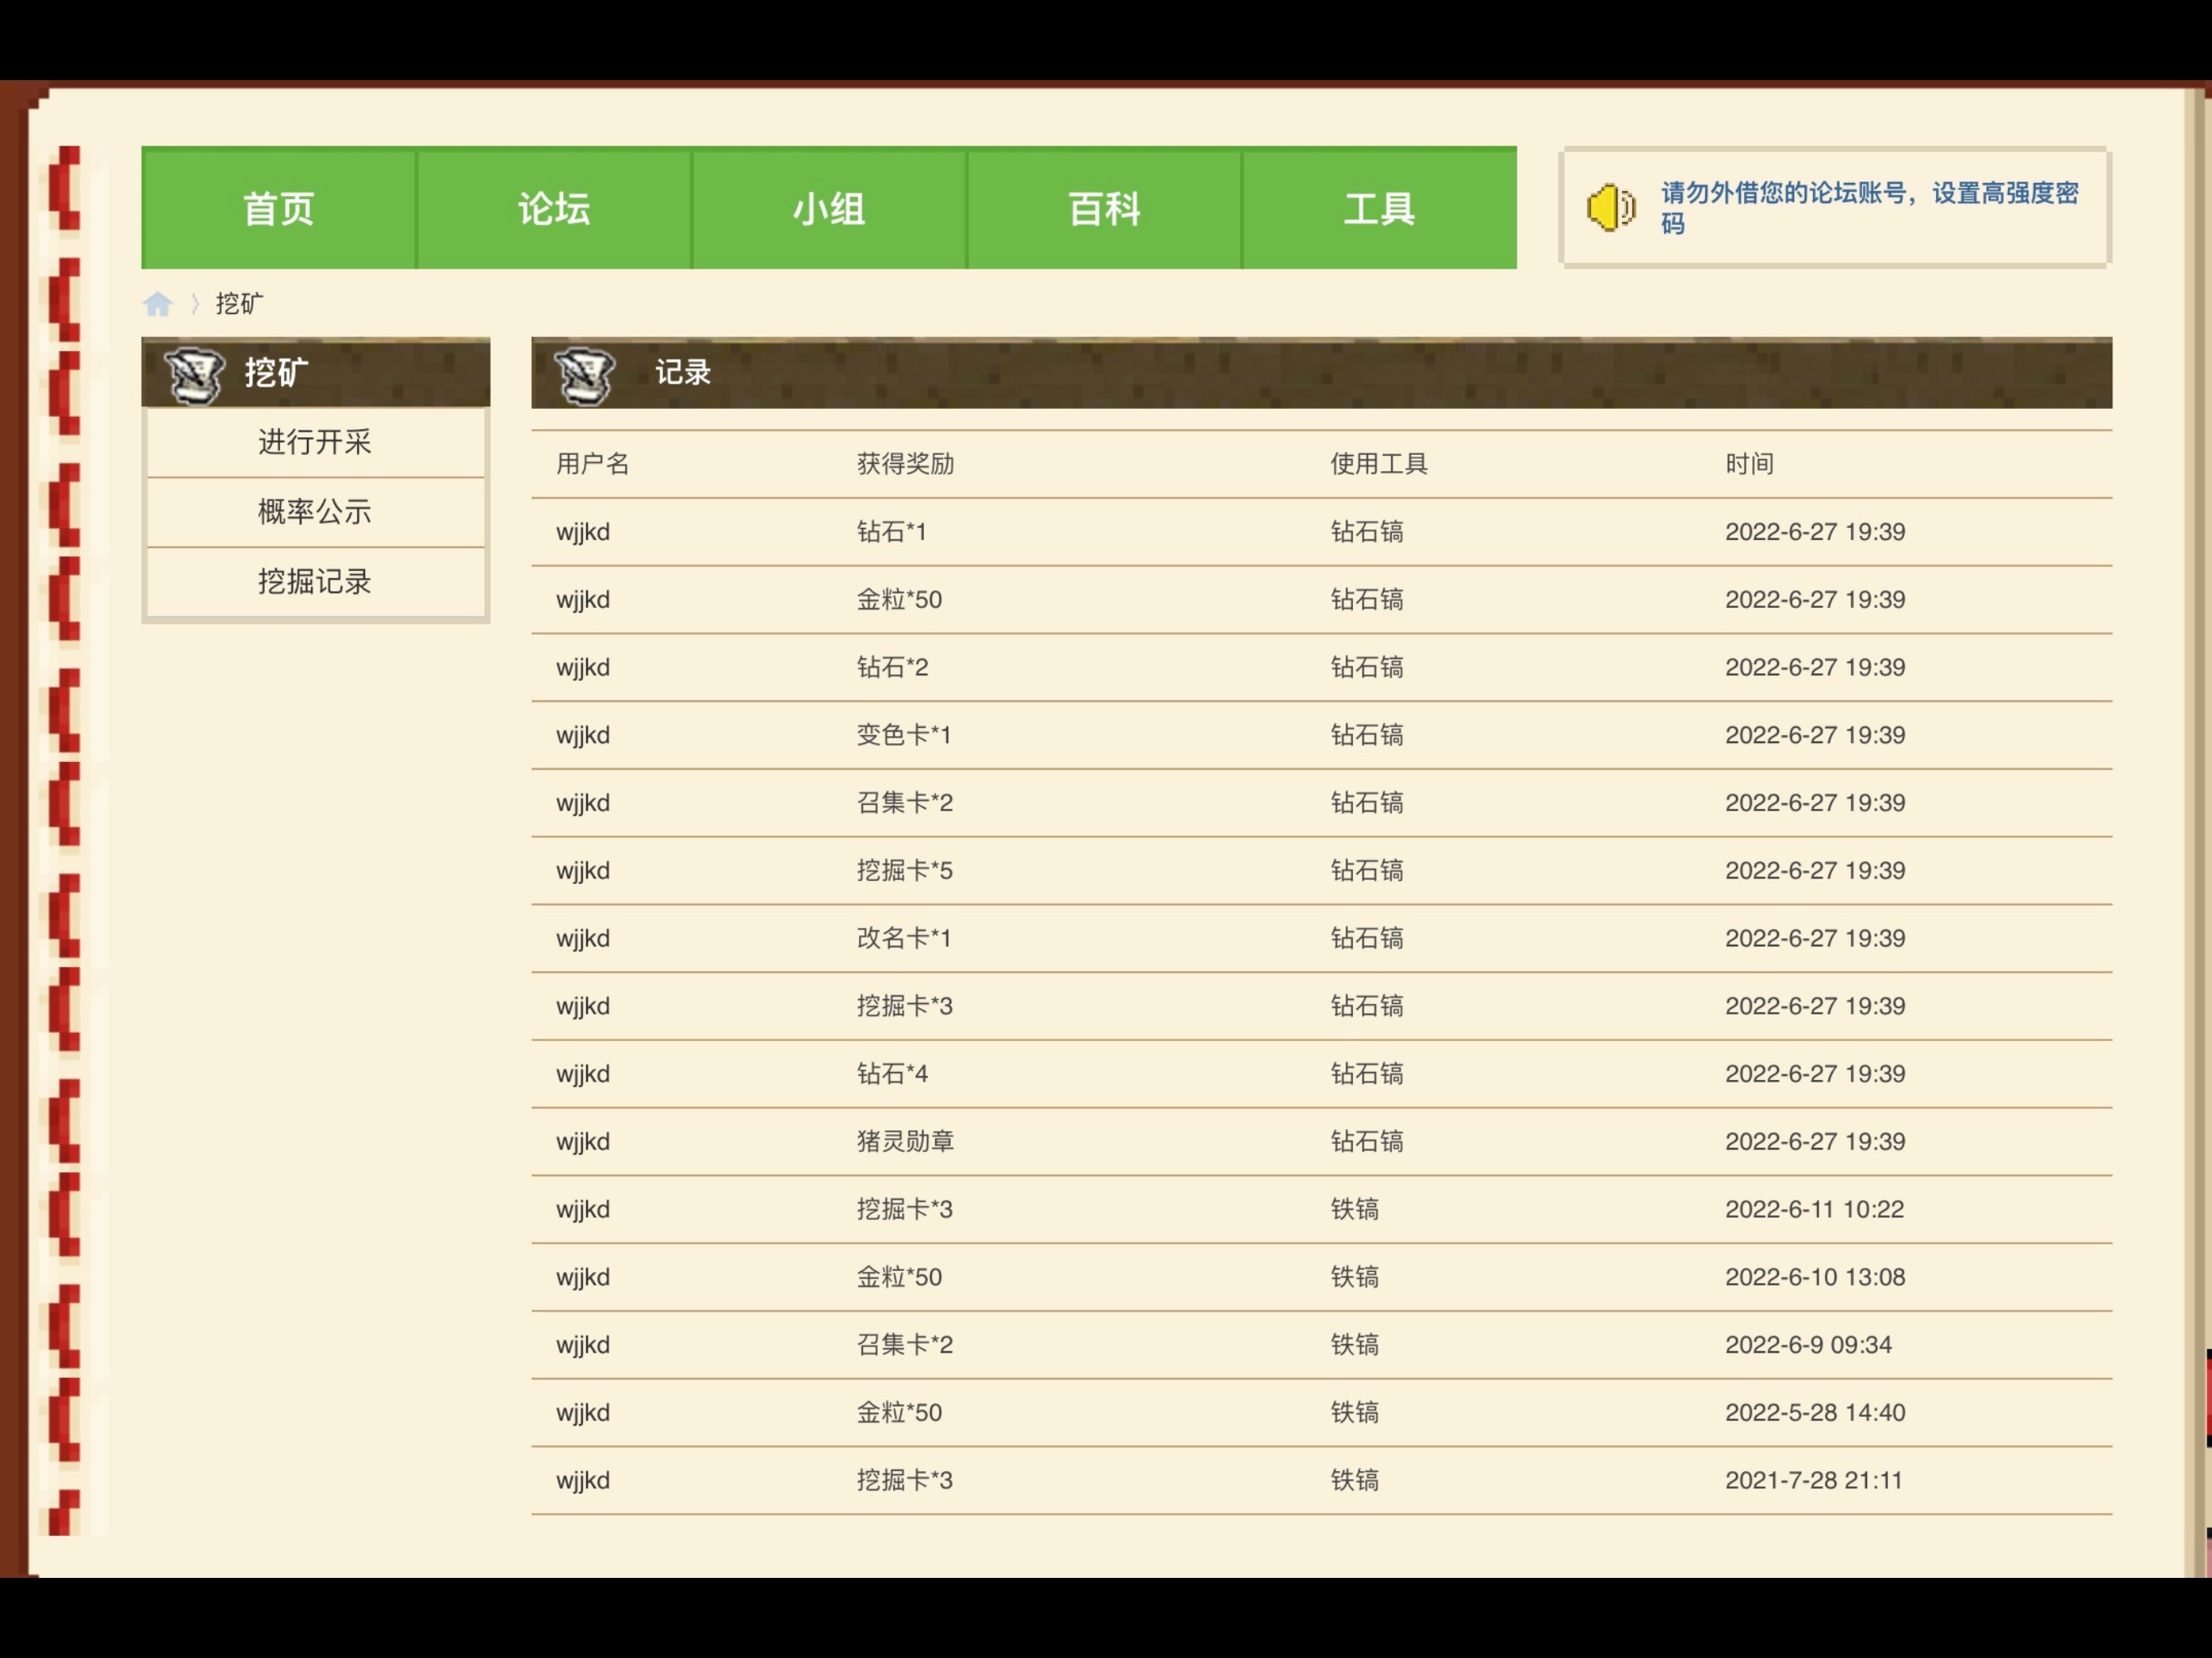 首页 论坛 小组 百科 工具
请勿外借您的论坛账号，设置高强度密
码
挖矿
挖矿
进行开采
概率公示
挖掘记录
记录
用户名 获得奖励 使用工具 时间
wjjkd 钻石*1 钻石镐 2022-6-27 19:39
wjjkd 金粒*50 钻石镐 2022-6-27 19:39
wjjkd 钻石*2 钻石镐 2022-6-27 19:39
wjjkd 变色卡*1 钻石镐 2022-6-27 19:39
wjjkd 召集卡*2 钻石镐 2022-6-27 19:39
wjjkd 挖掘卡*5 钻石镐 2022-6-27 19:39
wjjkd 改名卡*1 钻石镐 2022-6-27 19:39
wjjkd 挖掘卡*3 钻石镐 2022-6-27 19:39
wjjkd 钻石*4 钻石镐 2022-6-27 19:39
wjjkd 猪灵勋章 钻石镐 2022-6-27 19:39
wjjkd 挖掘卡*3 铁镐 2022-6-11 10:22
wjjkd 金粒*50 铁镐 2022-6-10 13:08
wjjkd 召集卡*2 铁镐 2022-6-9 09:34
wjjkd 金粒*50 铁镐 2022-5-28 14:40
wjjkd 挖掘卡*3 铁镐 2021-7-28 21:11